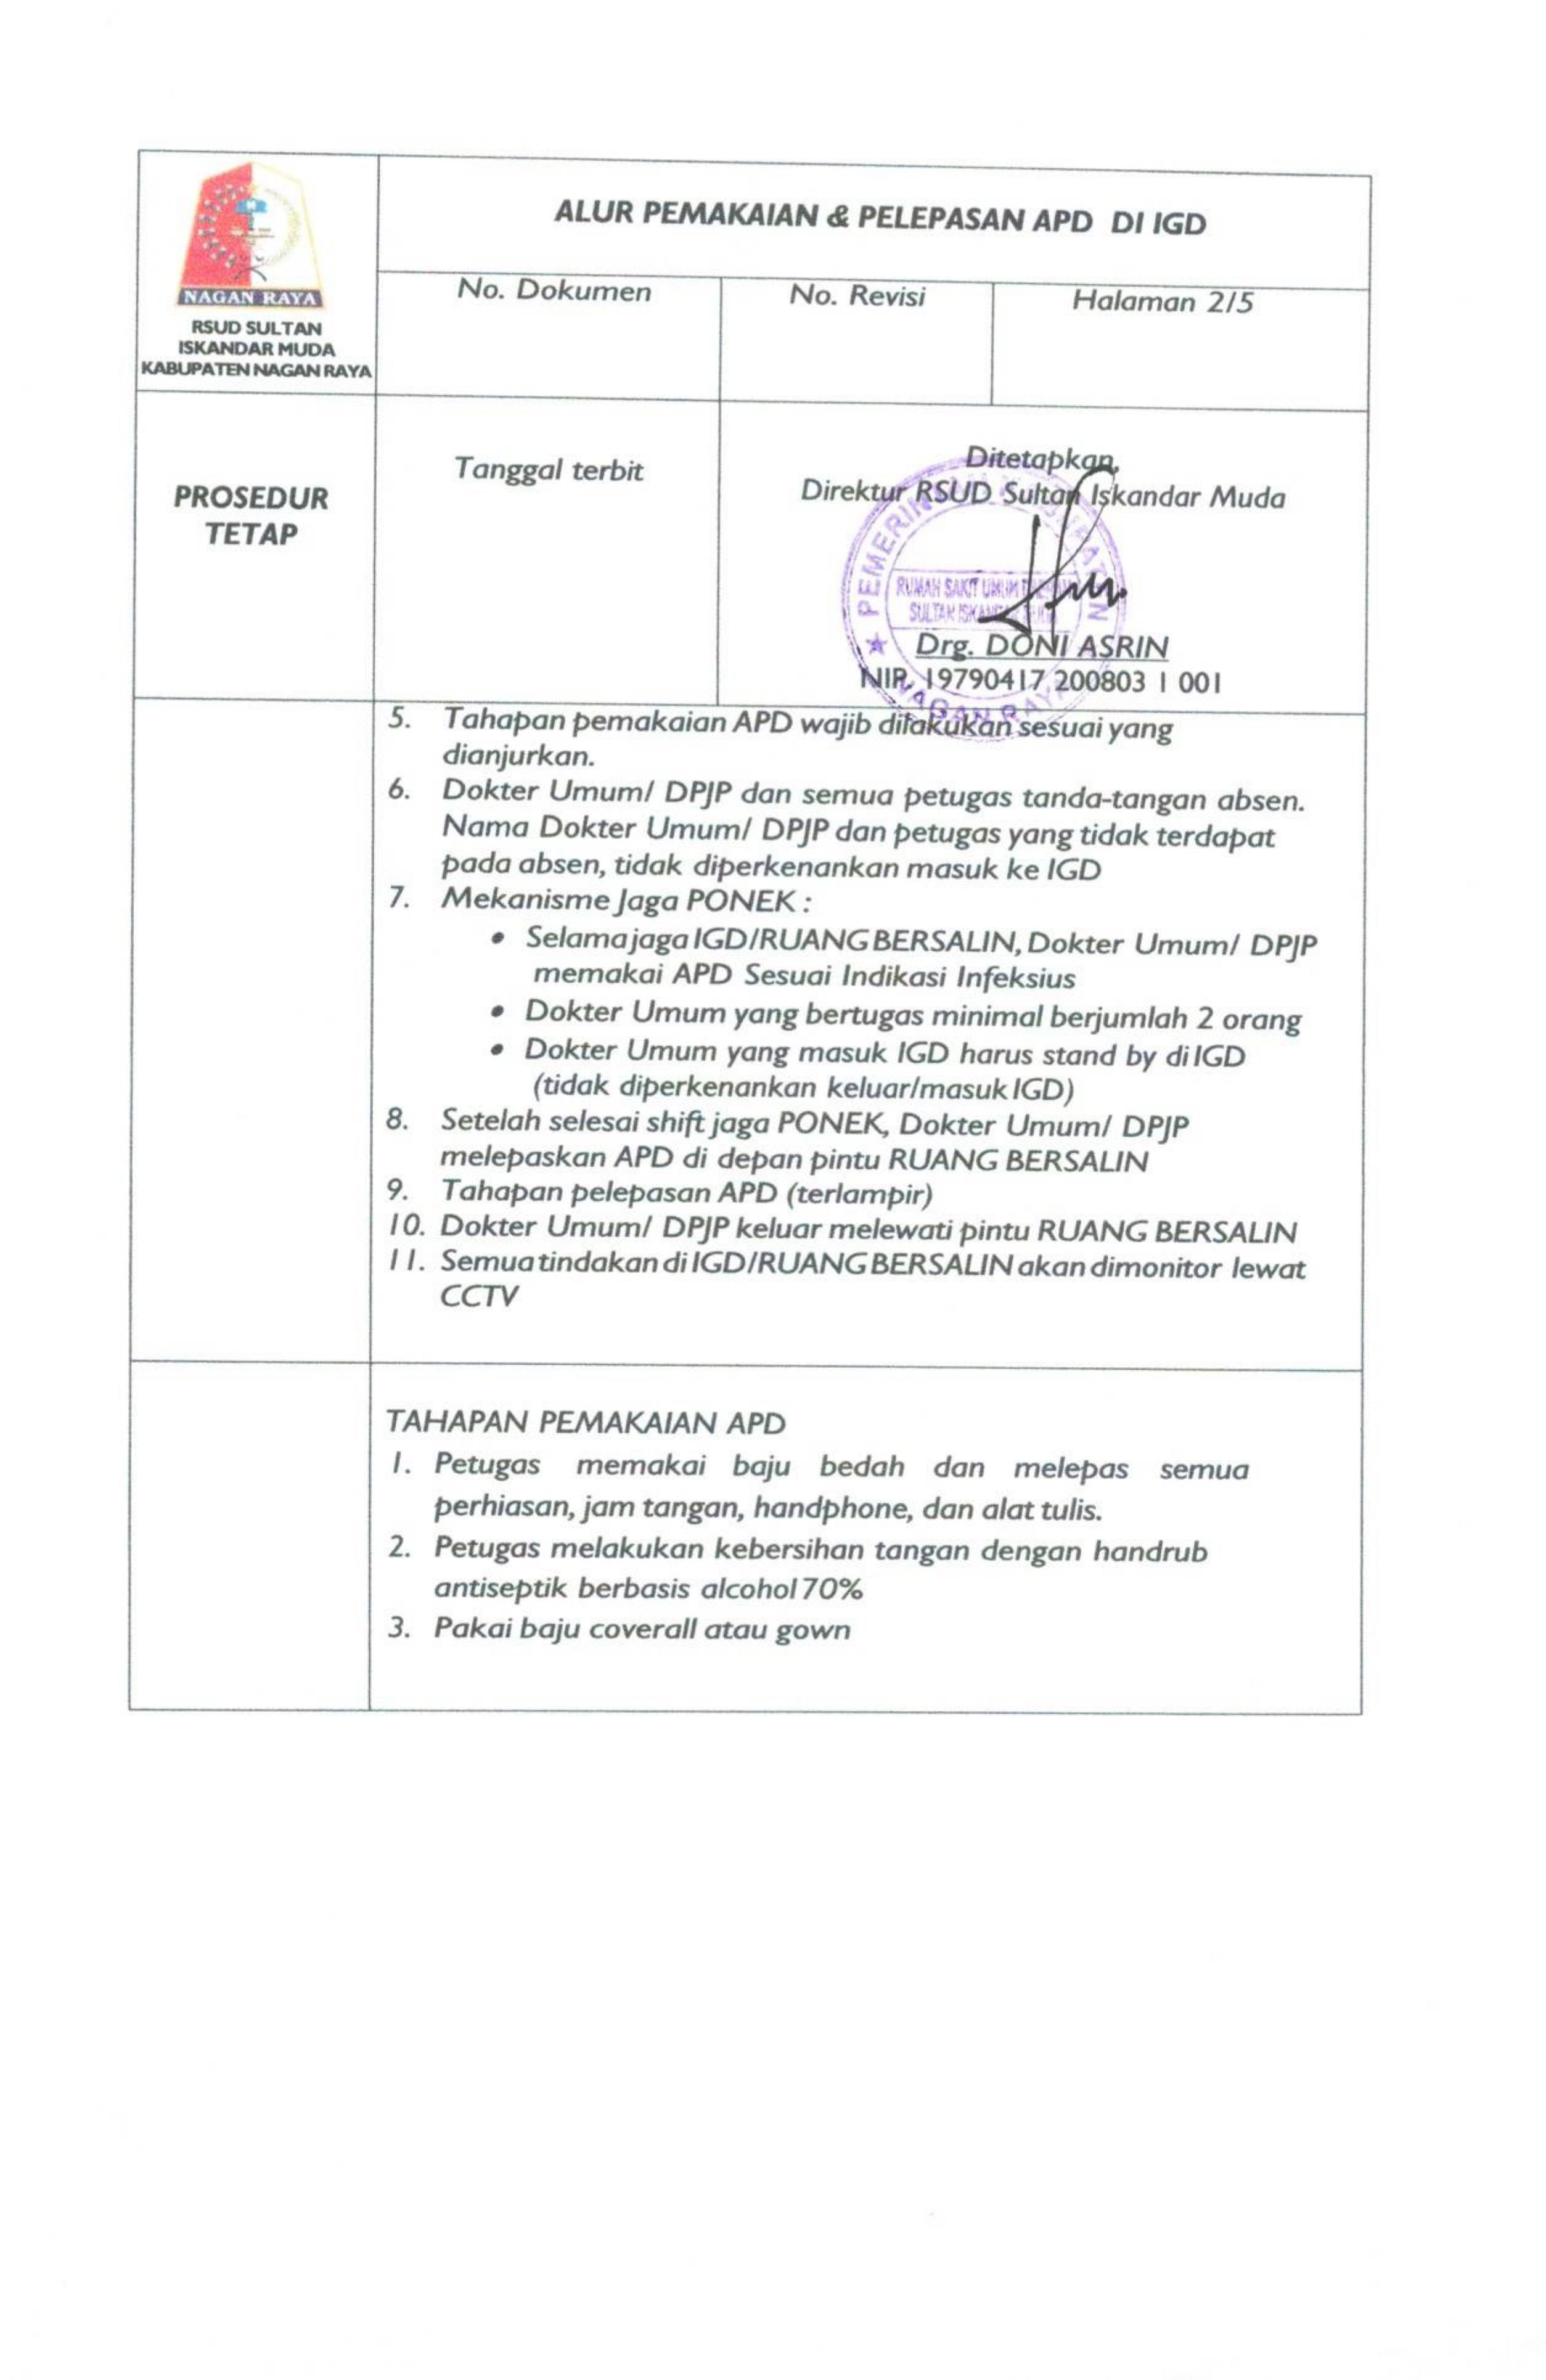 ALUR PEMAKAIAN & PELEPASAN APD DI IGD
NAGAN RAYA
RSUD SULTAN
ISKANDAR MUDA
KABUPATEN NAGAN RAYA
No. Dokumen
No. Revisi
Halaman 2/5
PROSEDUR
TETAP
Tanggal terbit
Ditetapkan,
Direktur RSUD Sultan Iskandar Muda
RUMAH SAKIT UMUM
SULTAN
NAGAN RAYA
Drg. DONI ASRIN
NIP. 19790417 200803 1 001
5. Tahapan pemakaian APD wajib dilakukan sesuai yang
dianjurkan.
6. Dokter Umum/ DPJP dan semua petugas tanda-tangan absen.
Nama Dokter Umum/ DPJP dan petugas yang tidak terdapat
pada absen, tidak diperkenankan masuk ke IGD
7. Mekanisme Jaga PONEK :
• Selama jaga IGD/RUANG BERSALIN, Dokter Umum/ DPJP
memakai APD Sesuai Indikasi Infeksius
• Dokter Umum yang bertugas minimal berjumlah 2 orang
• Dokter Umum yang masuk IGD harus stand by di IGD
(tidak diperkenankan keluar/masuk IGD)
8. Setelah selesai shift jaga PONEK, Dokter Umum/ DPJP
melepaskan APD di depan pintu RUANG BERSALIN
9. Tahapan pelepasan APD (terlampir)
10. Dokter Umum/ DPJP keluar melewati pintu RUANG BERSALIN
11. Semua tindakan di IGD/RUANG BERSALIN akan dimonitor lewat
CCTV
TAHAPAN PEMAKAIAN APD
1. Petugas memakai baju bedah dan melepas semua
perhiasan, jam tangan, handphone, dan alat tulis.
2. Petugas melakukan kebersihan tangan dengan handrub
antiseptik berbasis alcohol 70%
3. Pakai baju coverall atau gown